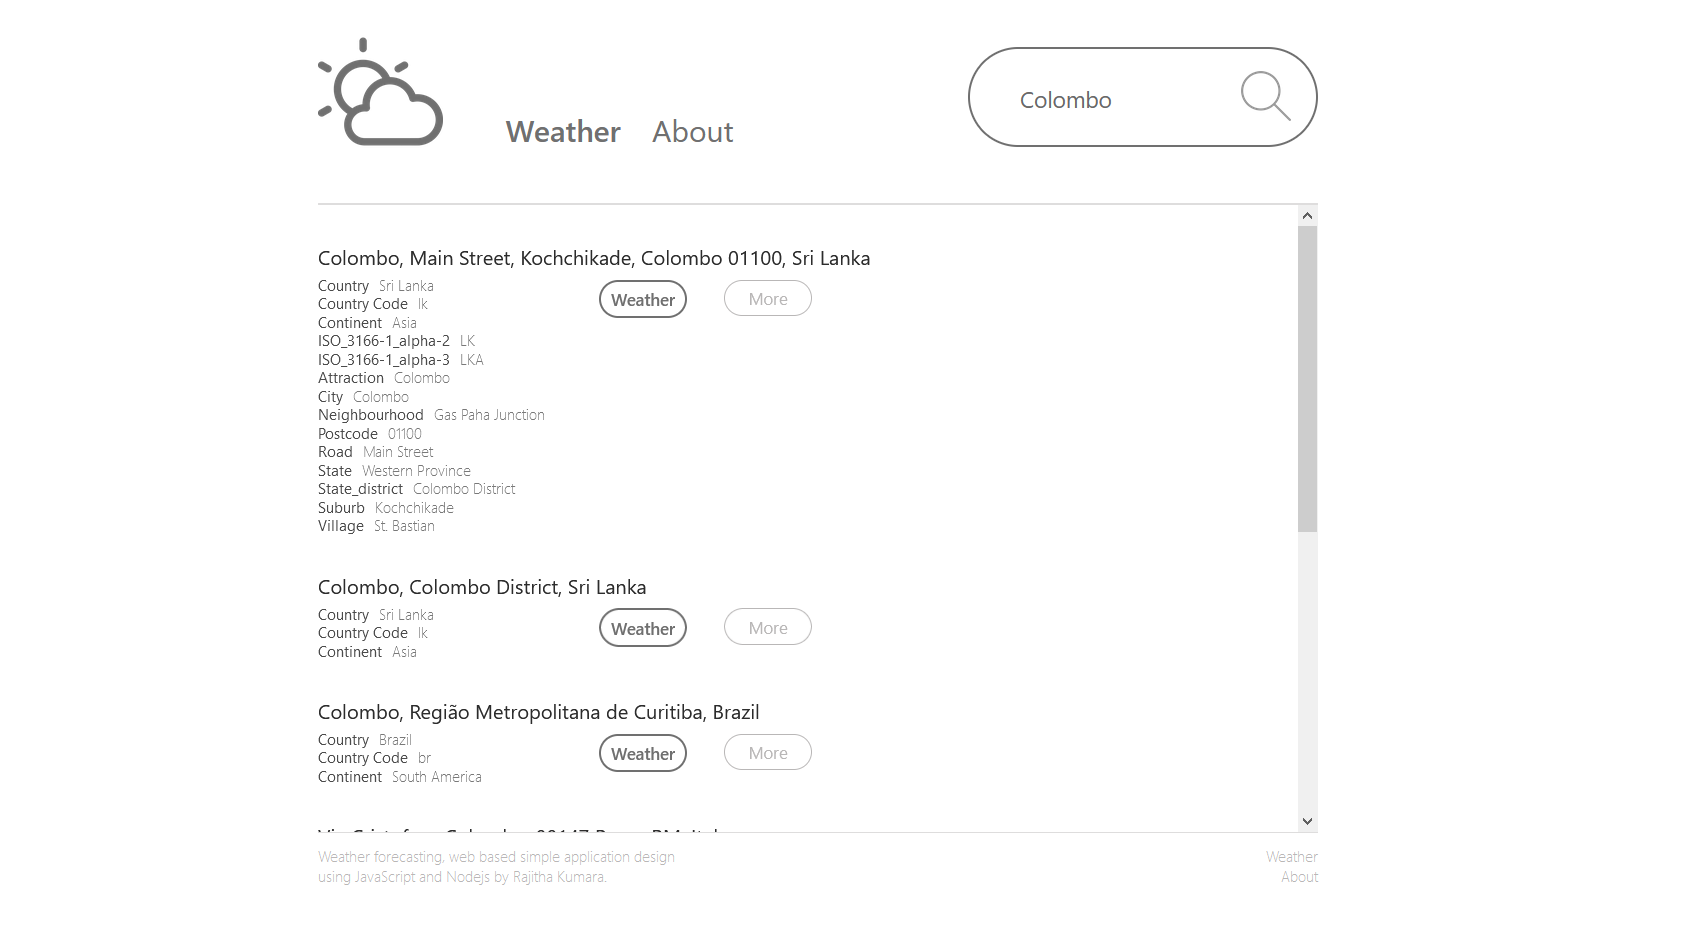 Weather About
Colombo
Colombo, Main Street, Kochchikade, Colombo 01100, Sri Lanka
Country Sri Lanka
Weather More
Country Code lk
Continent Asia
ISO_3166-1_alpha-2 LK
ISO_3166-1_alpha-3 LKA
Attraction Colombo
City Colombo
Neighbourhood Gas Paha Junction
Postcode 01100
Road Main Street
State Western Province
State_district Colombo District
Suburb Kochchikade
Village St. Bastian
Colombo, Colombo District, Sri Lanka
Country Sri Lanka
Weather More
Country Code lk
Continent Asia
Colombo, Região Metropolitana de Curitiba, Brazil
Country Brazil
Weather More
Country Code br
Continent South America
Weather forecasting, web based simple application design
using JavaScript and Nodejs by Rajitha Kumara.
Weather
About